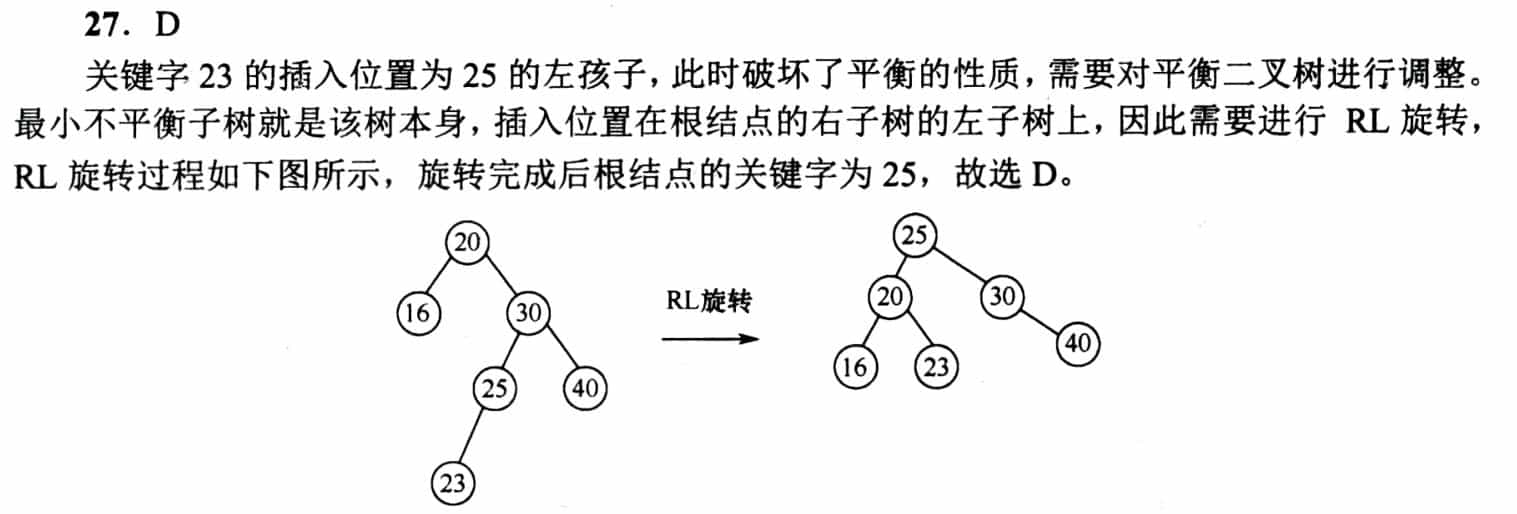 27. D
关键字 23 的插入位置为 25 的左孩子，此时破坏了平衡的性质，需要对平衡二叉树进行调整。
最小不平衡子树就是该树本身，插入位置在根结点的右子树的左子树上，因此需要进行 RL 旋转，
RL 旋转过程如下图所示，旋转完成后根结点的关键字为 25，故选 D。
20
16
30
25
40
23
RL旋转
25
20
30
16
23
40